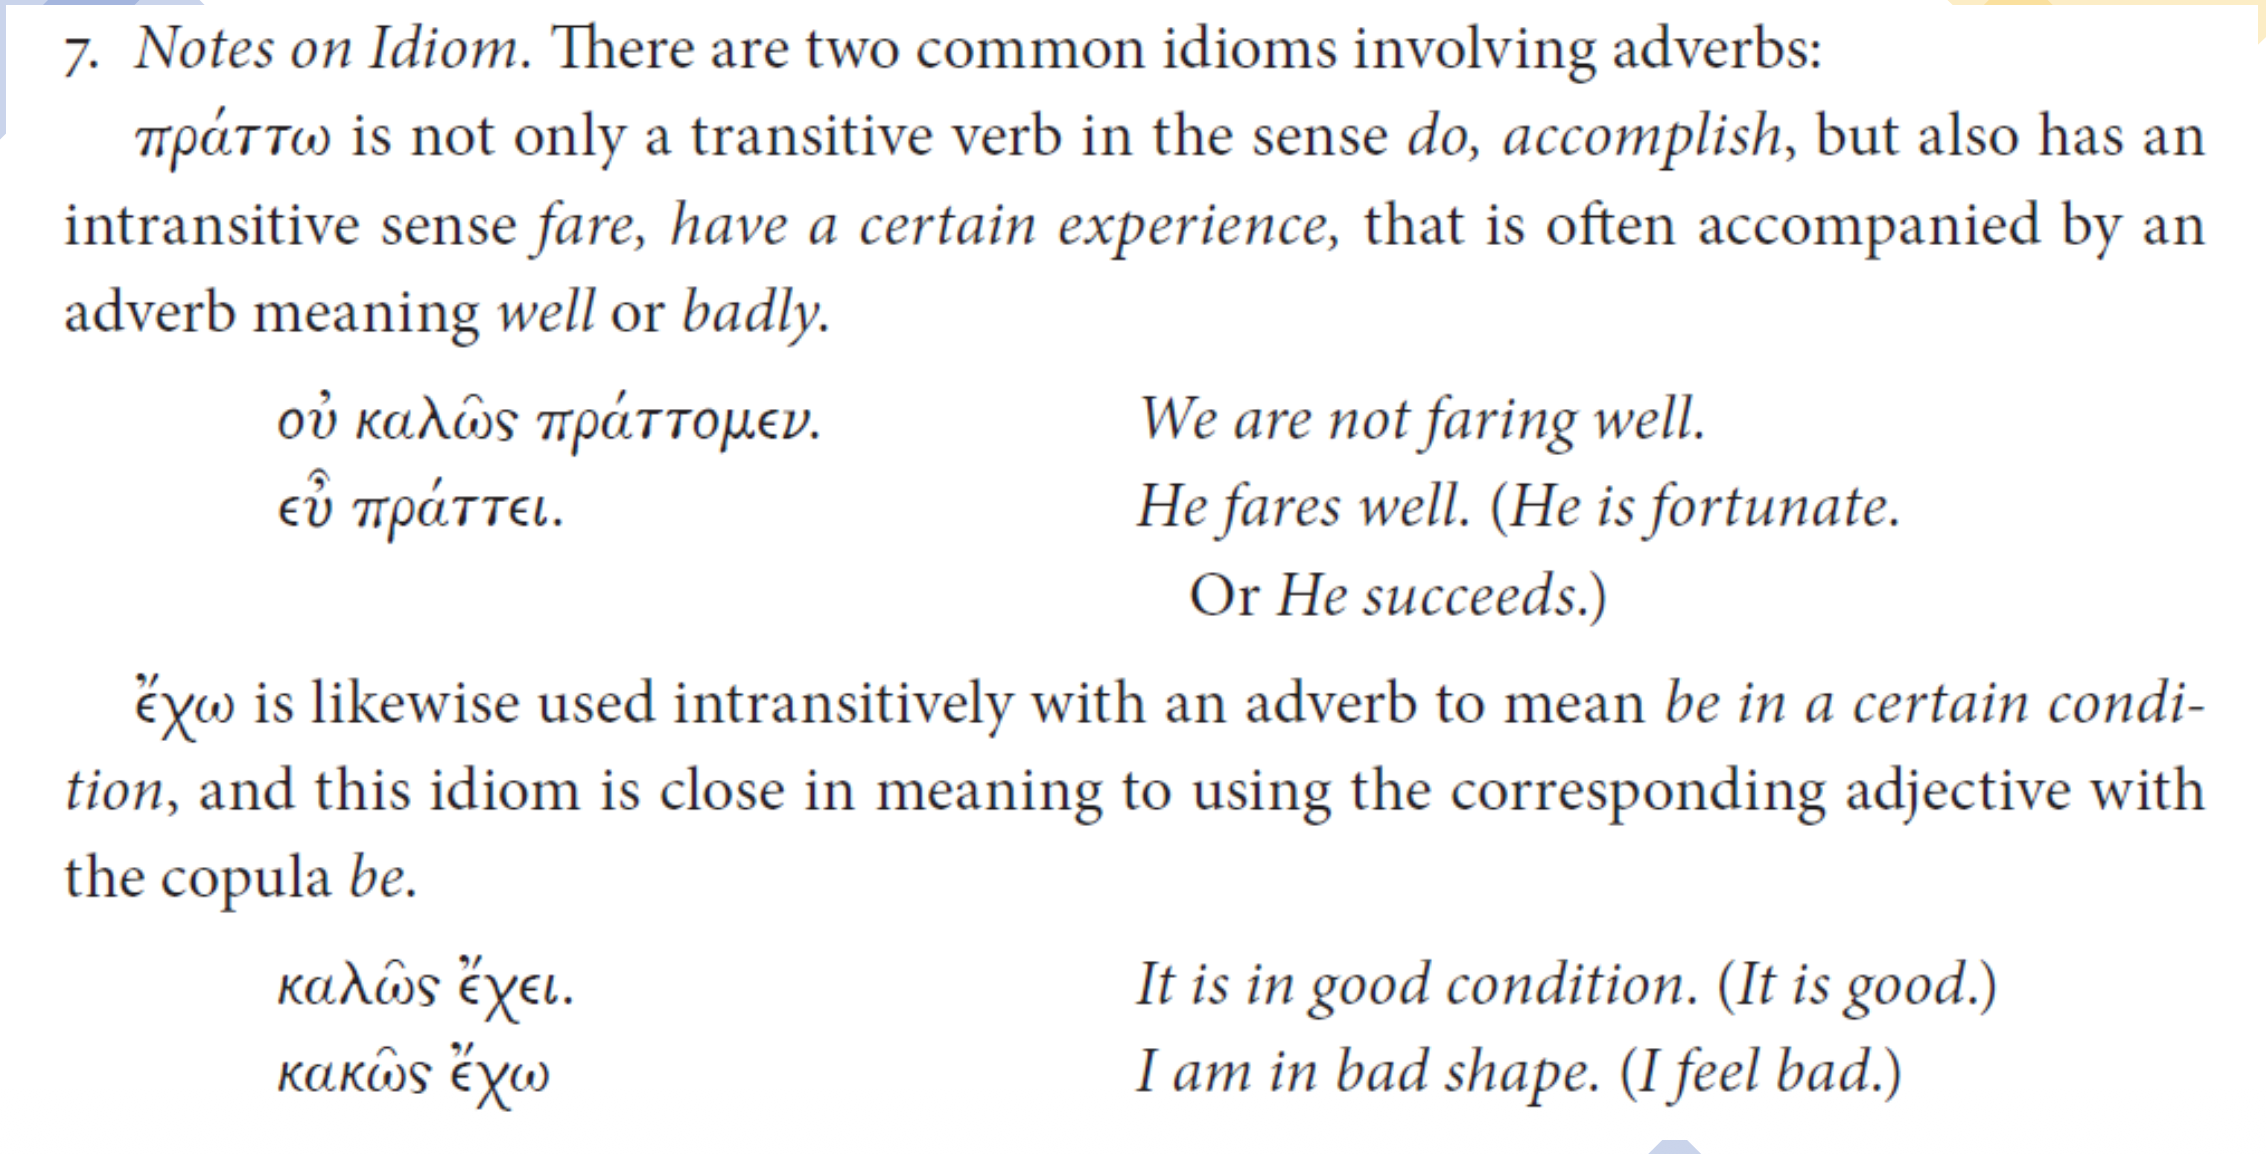 7. Notes on Idiom. There are two common idioms involving adverbs:
πράττω is not only a transitive verb in the sense do, accomplish, but also has an
intransitive sense fare, have a certain experience, that is often accompanied by an
adverb meaning well or badly.
οὐ καλῶς πράττομεν. We are not faring well.
εὖ πράττει. He fares well. (He is fortunate.
Or He succeeds.)
ἔχω is likewise used intransitively with an adverb to mean be in a certain condi-
tion, and this idiom is close in meaning to using the corresponding adjective with
the copula be.
καλῶς ἔχει. It is in good condition. (It is good.)
κακῶς ἔχω I am in bad shape. (I feel bad.)